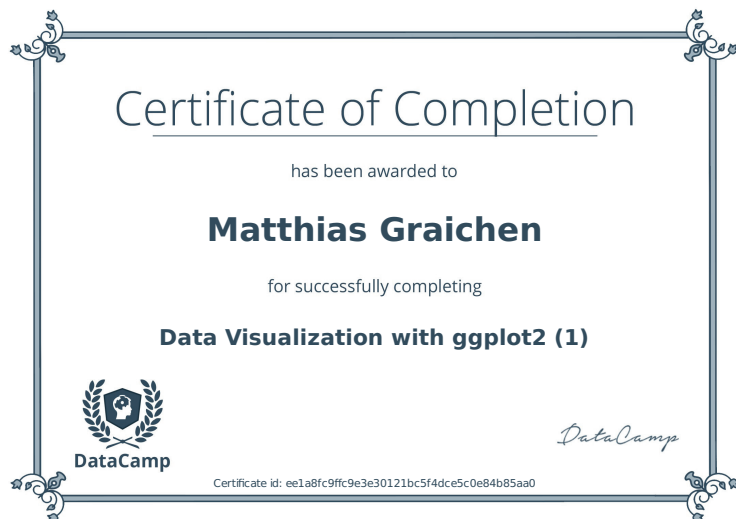 Certificate of Completion
has been awarded to
Matthias Graichen
for successfully completing
Data Visualization with ggplot2 (1)
DataCamp
DataCamp
Certificate id: ee1a8fc9ffc9e3e30121bc5f4dce5c0e84b85aa0